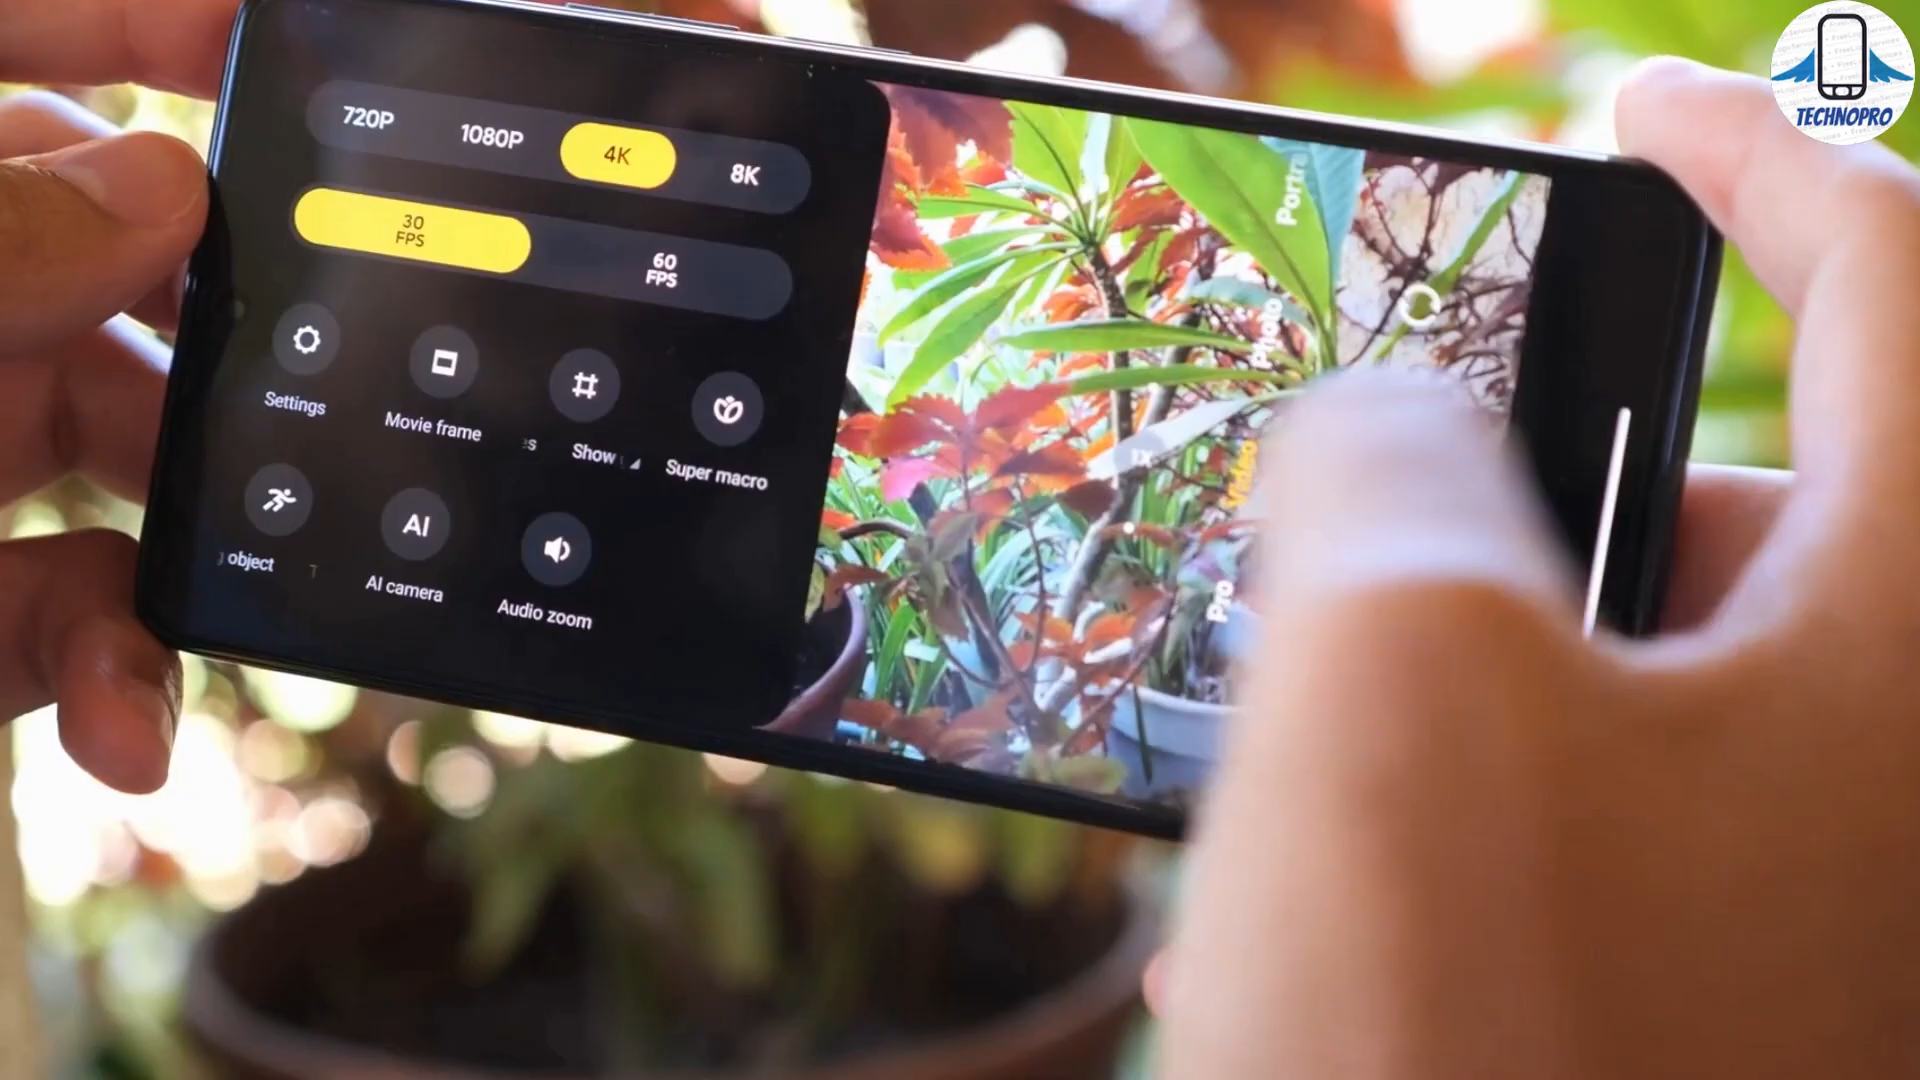 720P
1080P
4K
8K
30
FPS
60
FPS
Settings
Movie frame
Show
Super macro
object
AI
AI camera
Audio zoom
Portra
Photo
1X
Video
Pro
TECHNOPRO